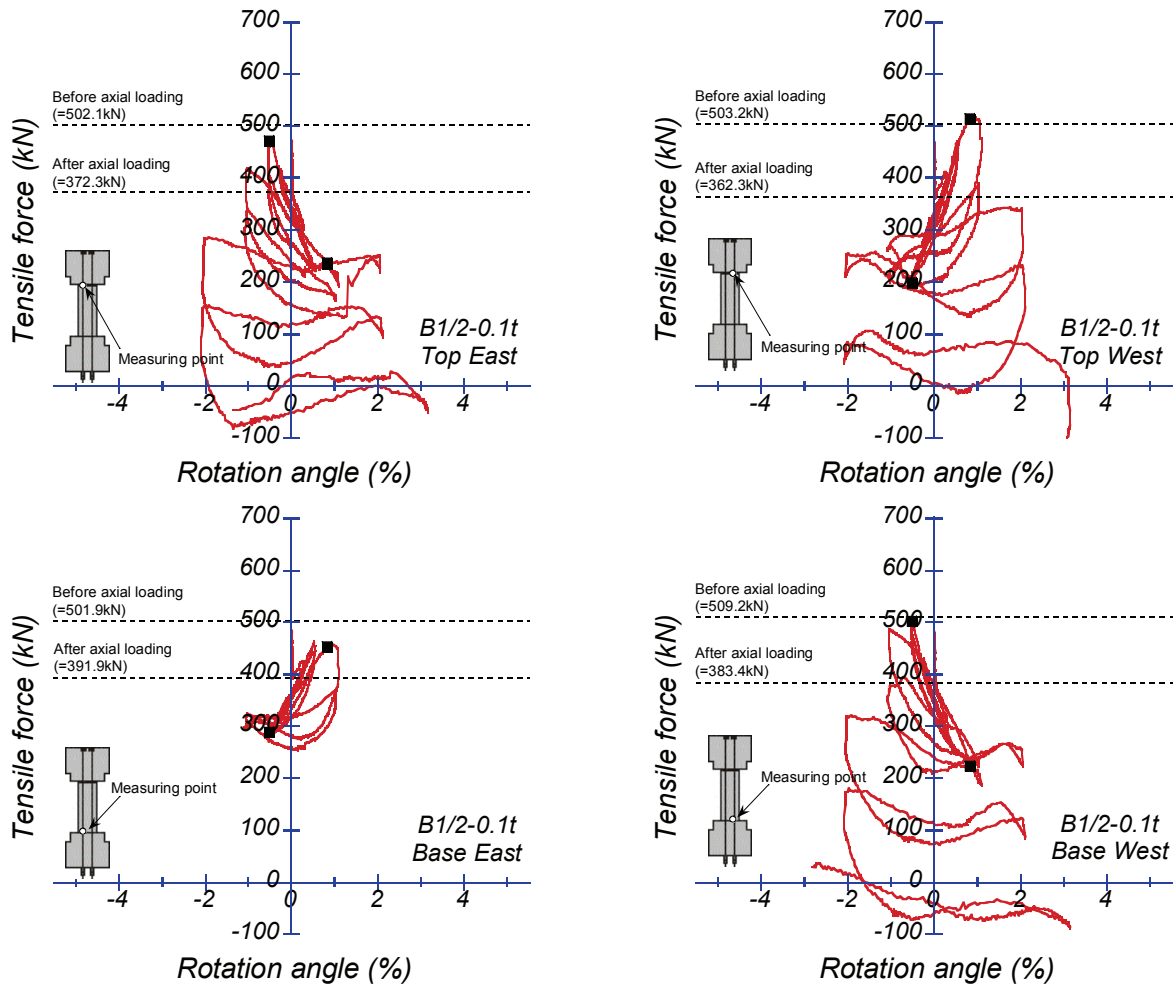 700
600
500
400
300
200
100
0
-100
-4
-2
0
2
4
Tensile force (kN)
Rotation angle (%)
Before axial loading
(=502.1kN)
After axial loading
(=372.3kN)
Measuring point
B1/2-0.1t
Top East
700
600
500
400
300
200
100
0
-100
-4
-2
0
2
4
Tensile force (kN)
Rotation angle (%)
Before axial loading
(=503.2kN)
After axial loading
(=362.3kN)
Measuring point
B1/2-0.1t
Top West
700
600
500
400
300
200
100
0
-100
-4
-2
0
2
4
Tensile force (kN)
Rotation angle (%)
Before axial loading
(=501.9kN)
After axial loading
(=391.9kN)
Measuring point
B1/2-0.1t
Base East
700
600
500
400
300
200
100
0
-100
-4
-2
0
2
4
Tensile force (kN)
Rotation angle (%)
Before axial loading
(=509.2kN)
After axial loading
(=383.4kN)
Measuring point
B1/2-0.1t
Base West